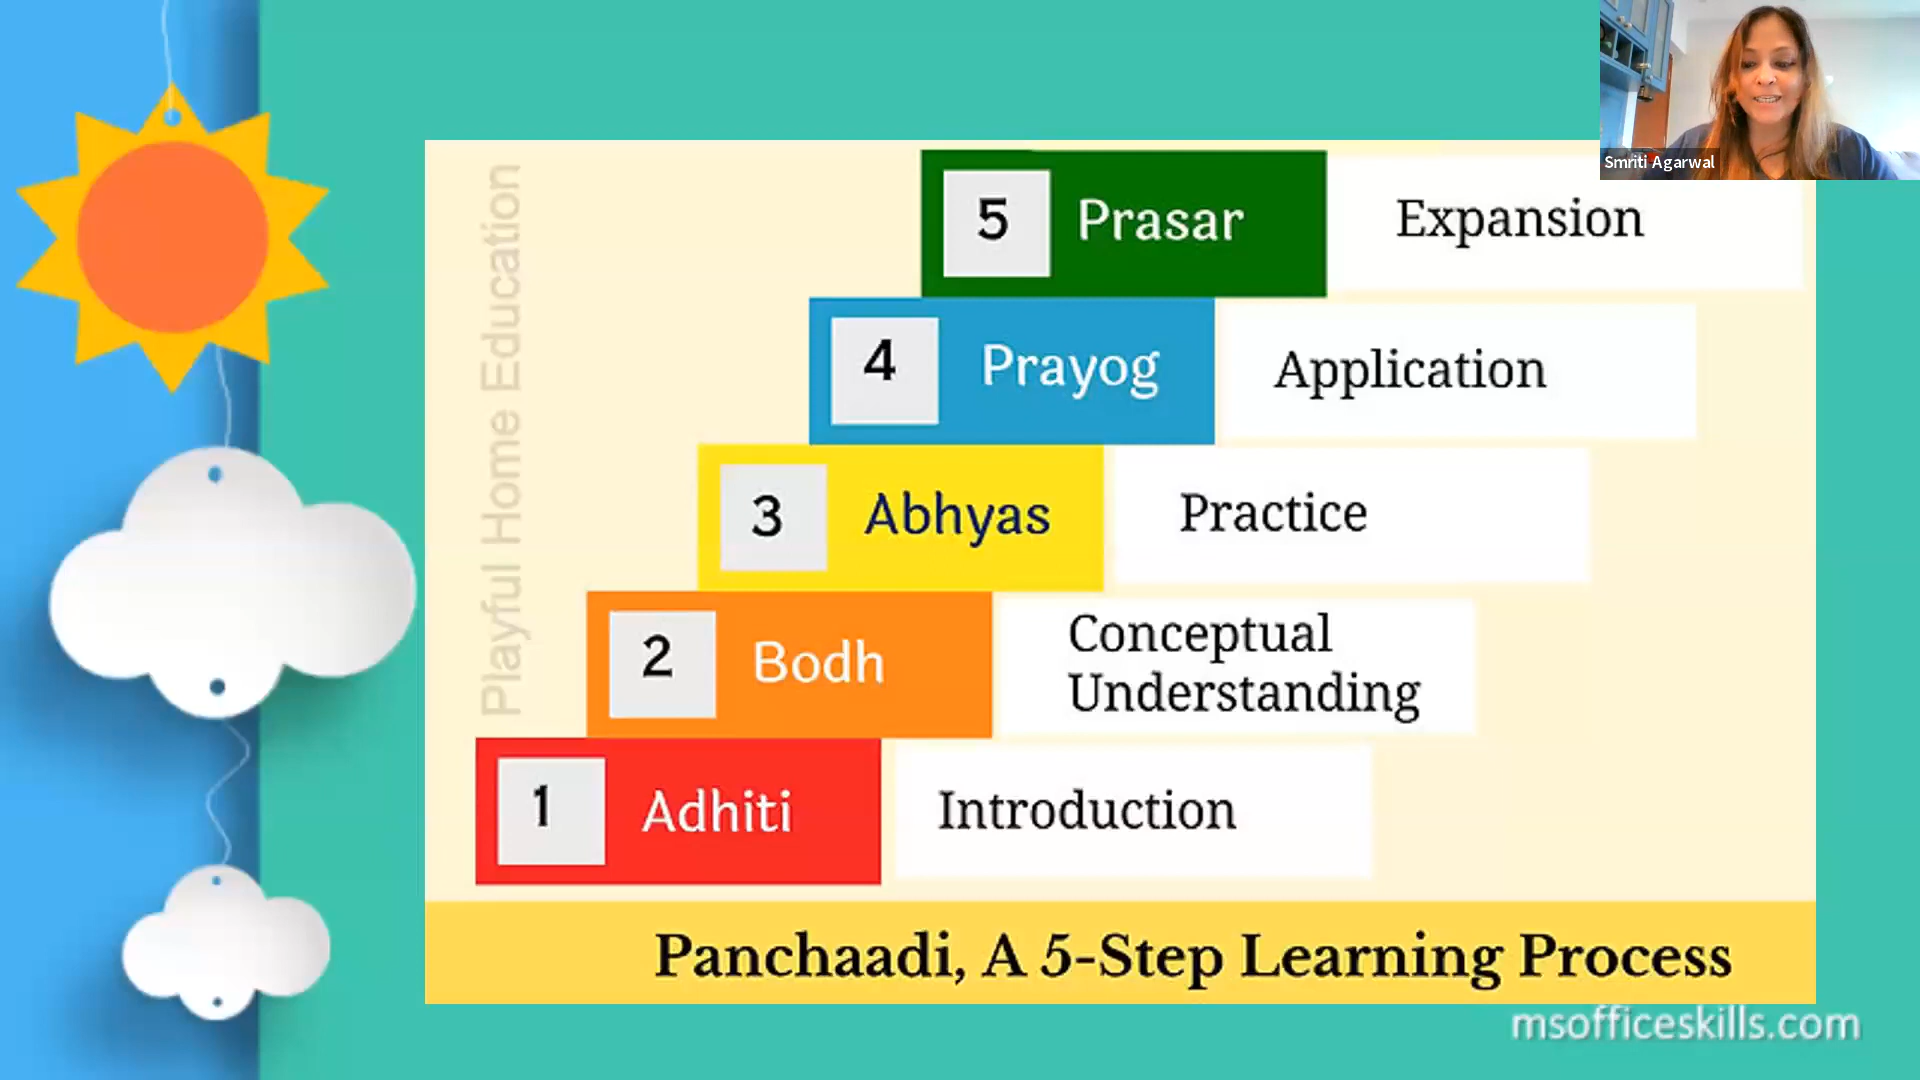 Smriti Agarwal
Playful Home Education
5 Prasar Expansion
4 Prayog Application
3 Abhyas Practice
2 Bodh Conceptual
Understanding
1 Adhiti Introduction
Panchaadi, A 5-Step Learning Process
msofficeskills.com